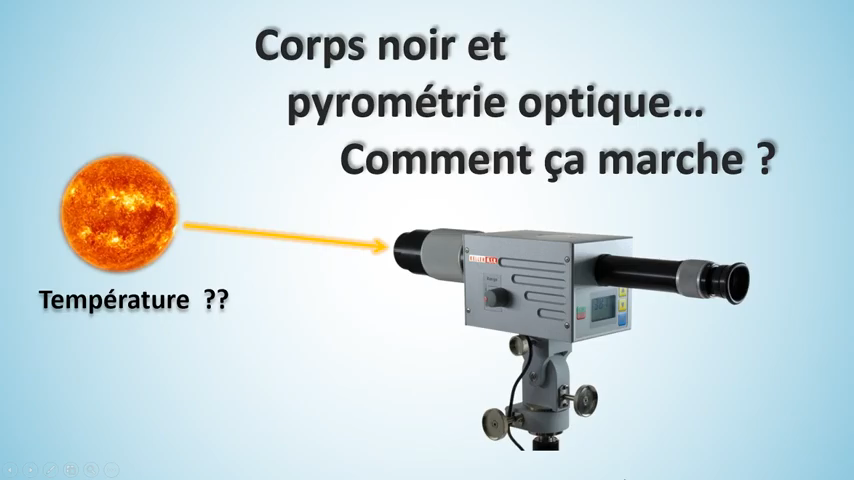 Corps noir et
pyrométrie optique...
Comment ça marche ?
Température ??